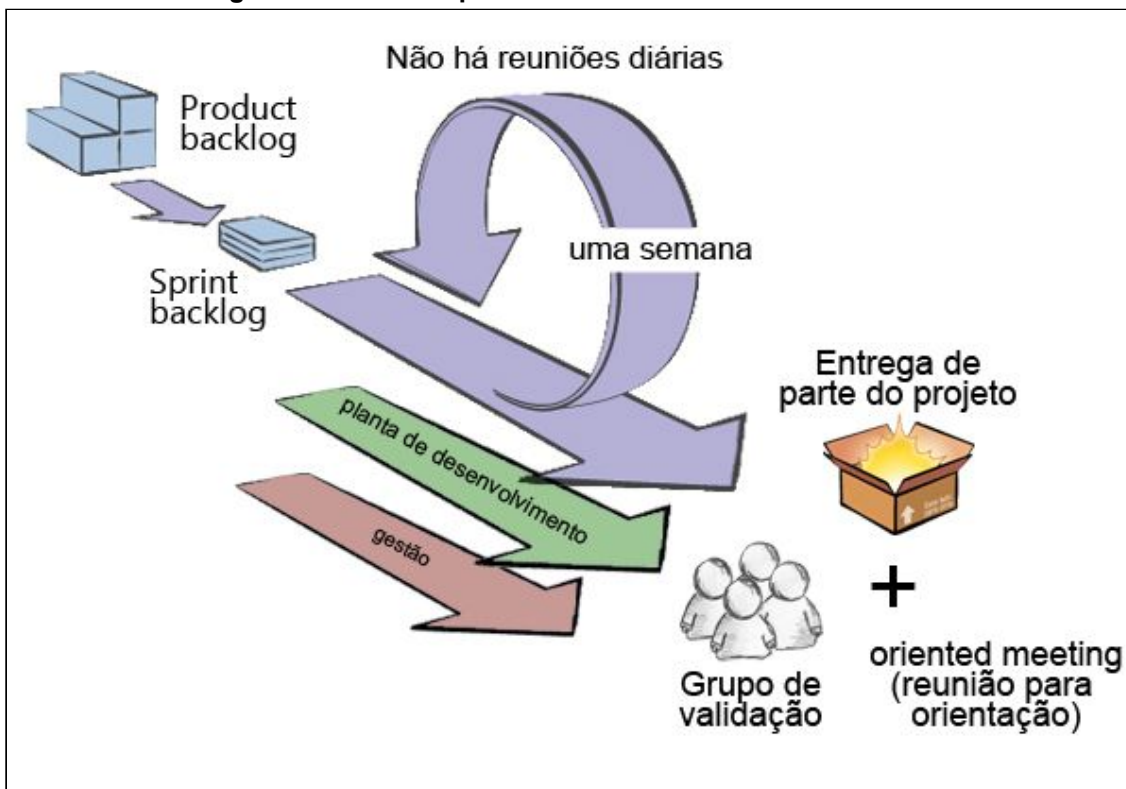 Não há reuniões diárias
Product
backlog
uma semana
Sprint
backlog
Entrega de
parte do projeto
planta de desenvolvimento
gestão
Grupo de
validação
+
oriented meeting
(reunião para
orientação)